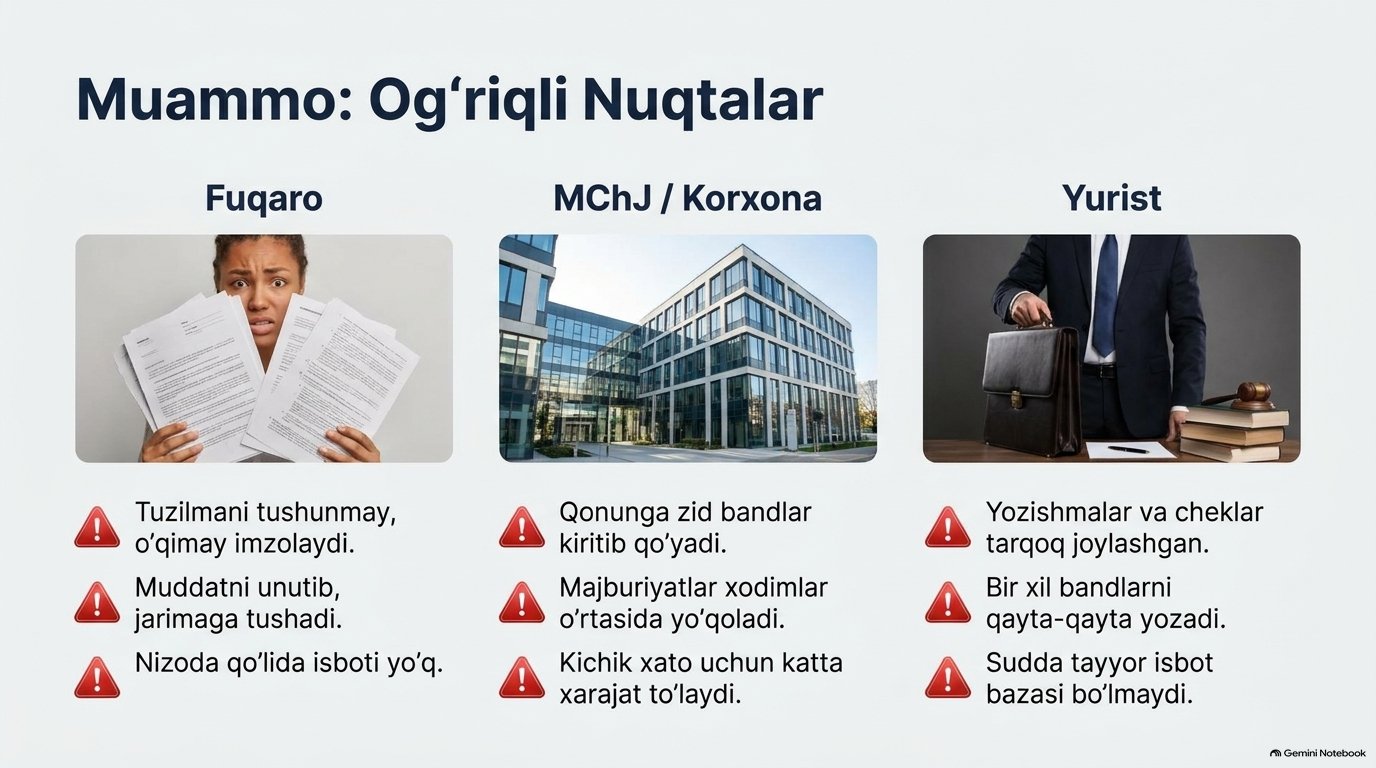 Muammo: Og‘riqli Nuqtalar
Fuqaro
Tuzilmani tushunmay,
o’qimay imzolaydi.
Muddatni unutib,
jarimaga tushadi.
Nizoda qo’lida isboti yo’q.
MChJ / Korxona
Qonunga zid bandlar
kiritib qo’yadi.
Majburiyatlar xodimlar
o’rtasida yo’qoladi.
Kichik xato uchun katta
xarajat to’laydi.
Yurist
Yozishmalar va cheklar
tarqoq joylashgan.
Bir xil bandlarni
qayta-qayta yozadi.
Sudda tayyor isbot
bazasi bo’lmaydi.
Gemini Notebook